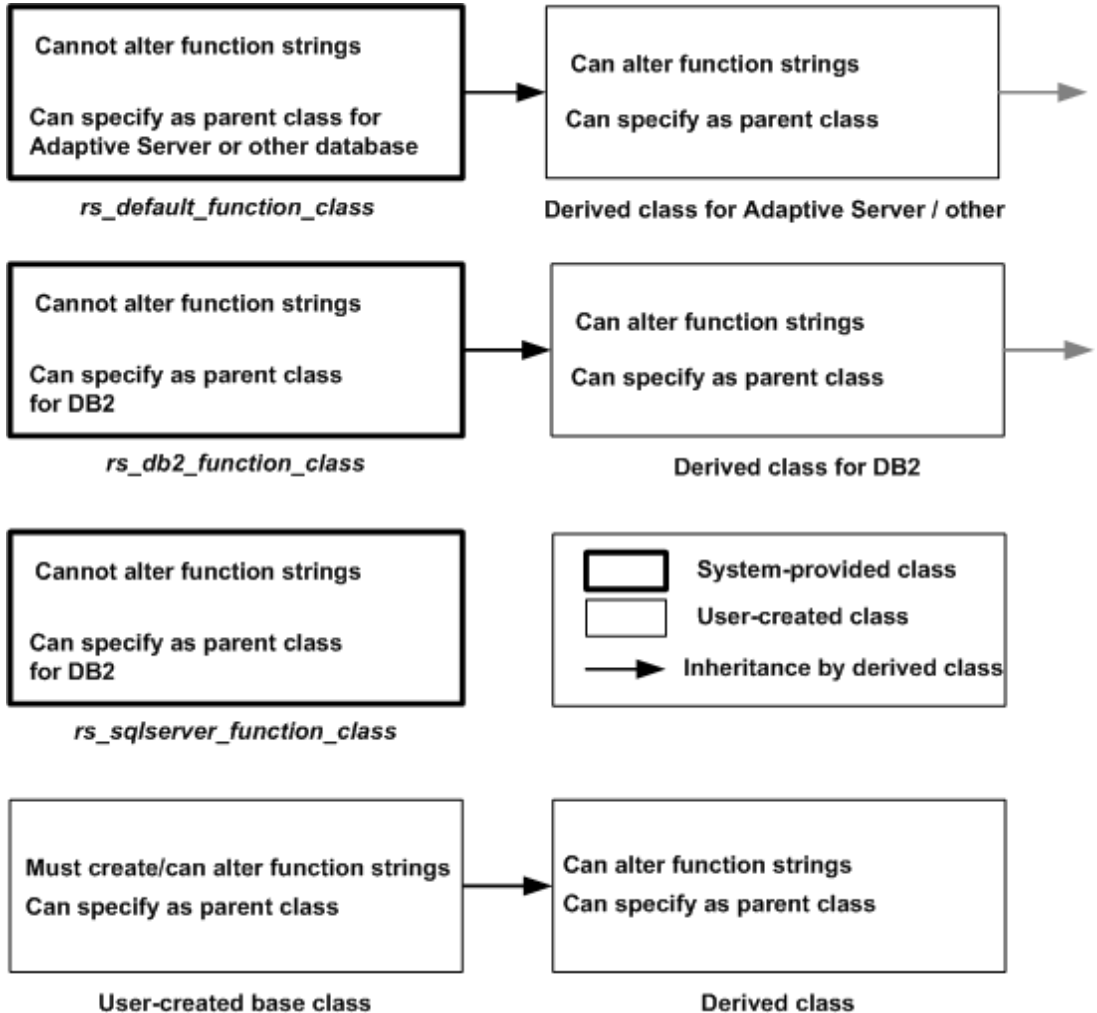 Cannot alter function strings
Can specify as parent class for
Adaptive Server or other database
rs_default_function_class
Can alter function strings
Can specify as parent class
Derived class for Adaptive Server / other
Cannot alter function strings
Can specify as parent class
for DB2
rs_db2_function_class
Can alter function strings
Can specify as parent class
Derived class for DB2
Cannot alter function strings
Can specify as parent class
for DB2
rs_sqlserver_function_class
System-provided class
User-created class
Inheritance by derived class
Must create/can alter function strings
Can specify as parent class
User-created base class
Can alter function strings
Can specify as parent class
Derived class